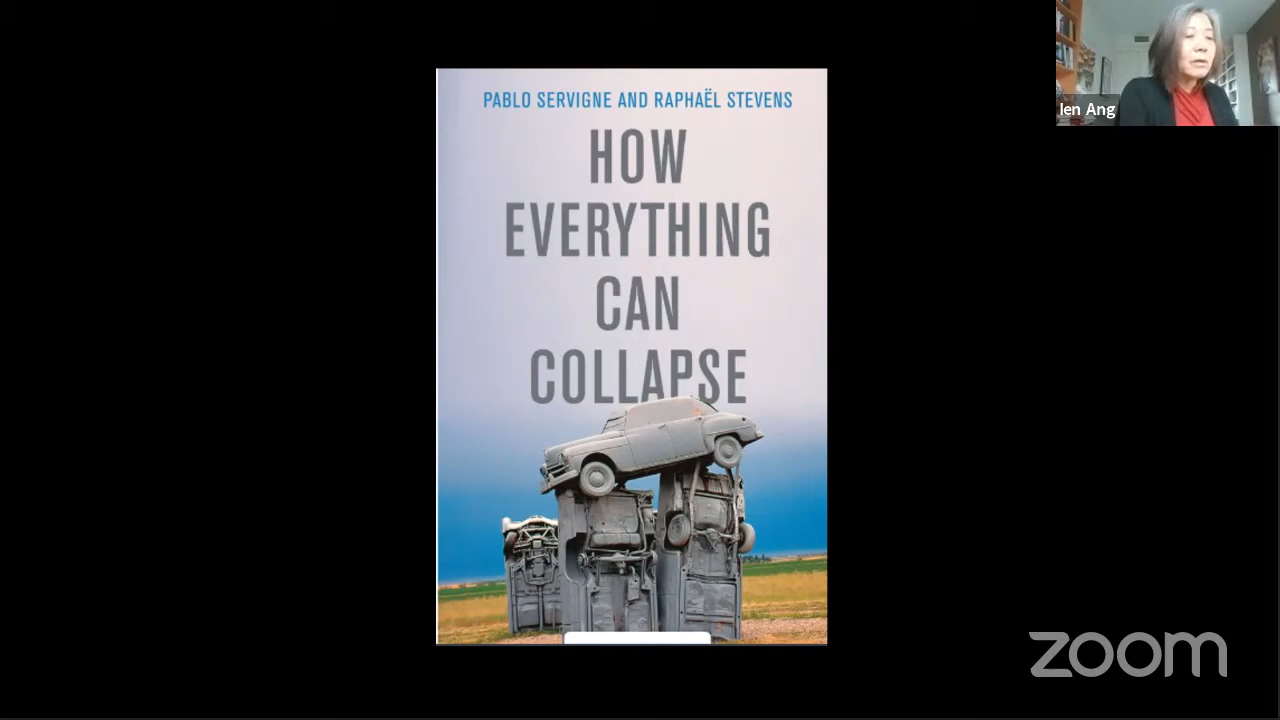 PABLO SERVIGNE AND RAPHAËL STEVENS
HOW
EVERYTHING
CAN
COLLAPSE
Ien Ang
zoom